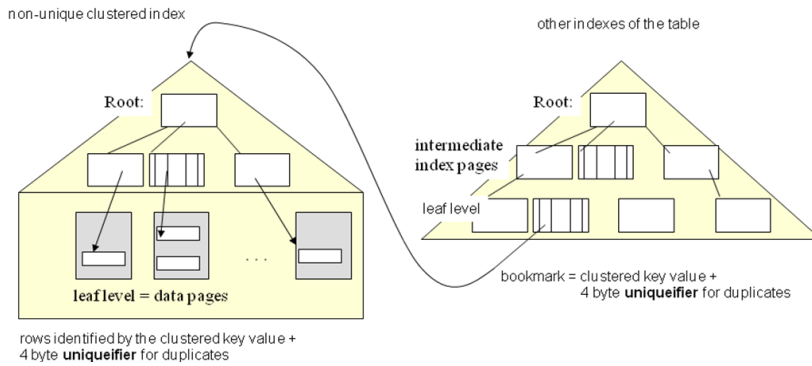 non-unique clustered index
other indexes of the table
Root:
Root:
intermediate
index pages
leaf level
. . .
leaf level = data pages
bookmark = clustered key value +
4 byte uniqueifier for duplicates
rows identified by the clustered key value +
4 byte uniqueifier for duplicates